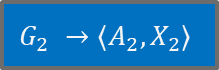 G₂ → ⟨A₂, X₂⟩